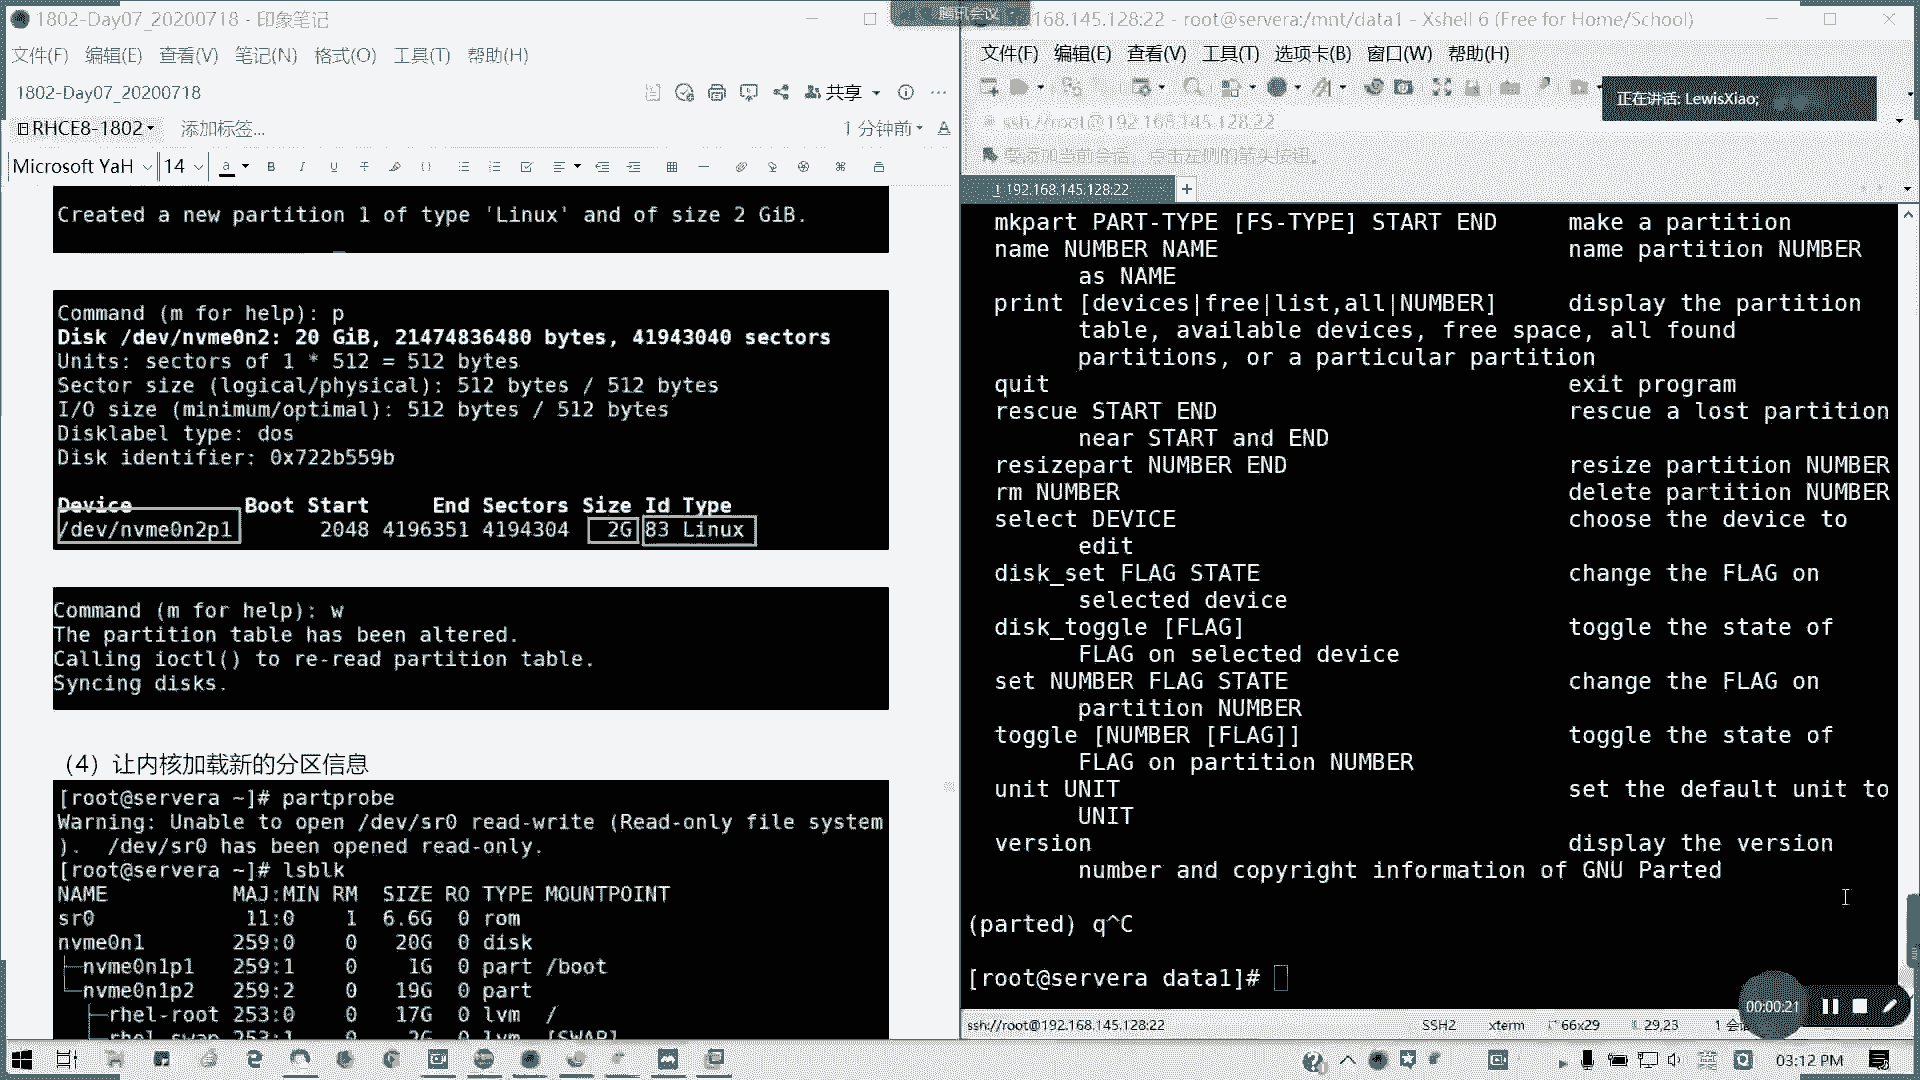 1802-Day07_20200718 - 印象笔记
文件(F) 编辑(E) 查看(V) 笔记(N) 格式(O) 工具(T) 帮助(H)
1802-Day07_20200718
共享
RHCE8-1802
添加标签...
1 分钟前
Microsoft YaH
14
Created a new partition 1 of type 'Linux' and of size 2 GiB.
Command (m for help): p
Disk /dev/nvme0n2: 20 GiB, 21474836480 bytes, 41943040 sectors
Units: sectors of 1 * 512 = 512 bytes
Sector size (logical/physical): 512 bytes / 512 bytes
I/O size (minimum/optimal): 512 bytes / 512 bytes
Disklabel type: dos
Disk identifier: 0x722b559b
Device Boot Start End Sectors Size Id Type
/dev/nvme0n2p1 2048 4196351 4194304 2G 83 Linux
Command (m for help): w
The partition table has been altered.
Calling ioctl() to re-read partition table.
Syncing disks.
（4）让内核加载新的分区信息
[root@servera ~]# partprobe
Warning: Unable to open /dev/sr0 read-write (Read-only file system
).  /dev/sr0 has been opened read-only.
[root@servera ~]# lsblk
NAME MAJ:MIN RM SIZE RO TYPE MOUNTPOINT
sr0 11:0 1 6.6G 0 rom
nvme0n1 259:0 0 20G 0 disk
├─nvme0n1p1 259:1 0 1G 0 part /boot
└─nvme0n1p2 259:2 0 19G 0 part
├─rhel-root 253:0 0 17G 0 lvm /
rhel-swap 253:1 0 2G 0 lvm [SWAP]
腾讯会议
168.145.128:22 - root@servera:/mnt/data1 - Xshell 6 (Free for Home/School)
文件(F) 编辑(E) 查看(V) 工具(T) 选项卡(B) 窗口(W) 帮助(H)
正在讲话: LewisXiao;
ssh://root@192.168.145.128:22
要添加当前会话，点击左侧的箭头按钮。
1 192.168.145.128:22
mkpart PART-TYPE [FS-TYPE] START END make a partition
name NUMBER NAME name partition NUMBER
as NAME
print [devices|free|list,all|NUMBER] display the partition
table, available devices, free space, all found
partitions, or a particular partition
quit exit program
rescue START END rescue a lost partition
near START and END
resizepart NUMBER END resize partition NUMBER
rm NUMBER delete partition NUMBER
select DEVICE choose the device to
edit
disk_set FLAG STATE change the FLAG on
selected device
disk_toggle [FLAG] toggle the state of
FLAG on selected device
set NUMBER FLAG STATE change the FLAG on
partition NUMBER
toggle [NUMBER [FLAG]] toggle the state of
FLAG on partition NUMBER
unit UNIT set the default unit to
UNIT
version display the version
number and copyright information of GNU Parted
(parted) q^C
[root@servera data1]#
00:00:21
ssh://root@192.168.145.128:22 SSH2 xterm 66x29 29,23 1 会
03:12 PM